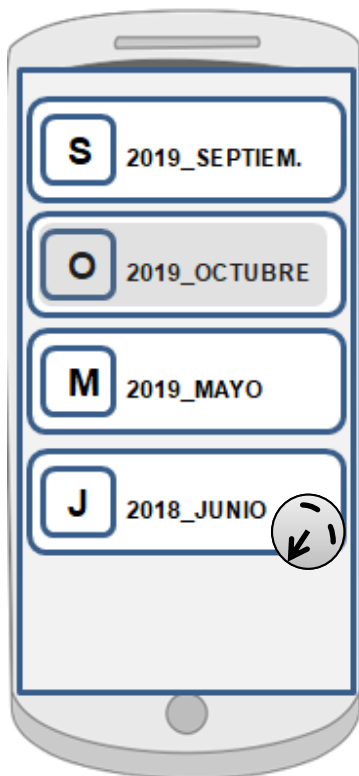 S 2019_SEPTIEM.
O 2019_OCTUBRE
M 2019_MAYO
J 2018_JUNIO